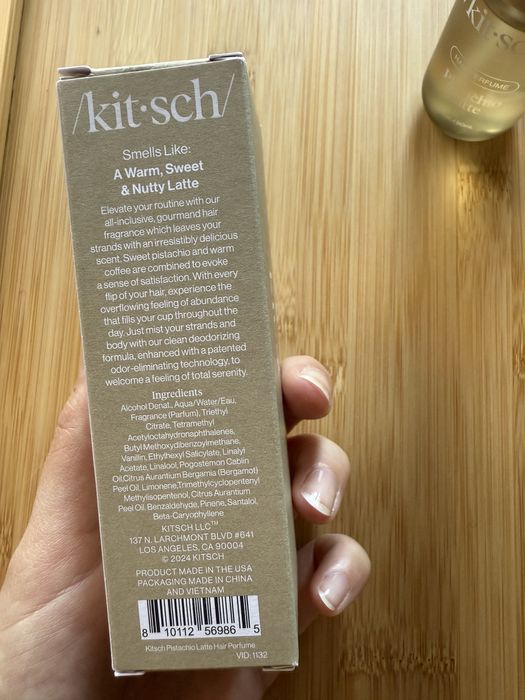 /kit·sch/
Smells Like:
A Warm, Sweet
& Nutty Latte
Elevate your routine with our
all-inclusive, gourmand hair
fragrance which leaves your
strands with an irresistibly delicious
scent. Sweet pistachio and warm
coffee are combined to evoke
a sense of satisfaction. With every
flip of your hair, experience the
overflowing feeling of abundance
that fills your cup throughout the
day. Just mist your strands and
body with our clean deodorizing
formula, enhanced with a patented
odor-eliminating technology, to
welcome a feeling of total serenity.
Ingredients
Alcohol Denat., Aqua/Water/Eau,
Fragrance (Parfum), Triethyl
Citrate, Tetramethyl
Acetyloctahydronaphthalenes,
Butyl Methoxydibenzoylmethane,
Vanillin, Ethylhexyl Salicylate, Linalyl
Acetate, Linalool, Pogostemon Cablin
Oil,Citrus Aurantium Bergamia (Bergamot)
Peel Oil. Limonene,Trimethylcyclopentenyl
Methylisopentenol, Citrus Aurantium
Peel Oil. Benzaldehyde, Pinene, Santalol,
Beta-Caryophyllene
KITSCH LLC™
137 N. LARCHMONT BLVD #641
LOS ANGELES, CA 90004
© 2024 KITSCH
PRODUCT MADE IN THE USA
PACKAGING MADE IN CHINA
AND VIETNAM
8 10112 56986 5
Kitsch Pistachio Latte Hair Perfume
VID: 1132
/kit·sc